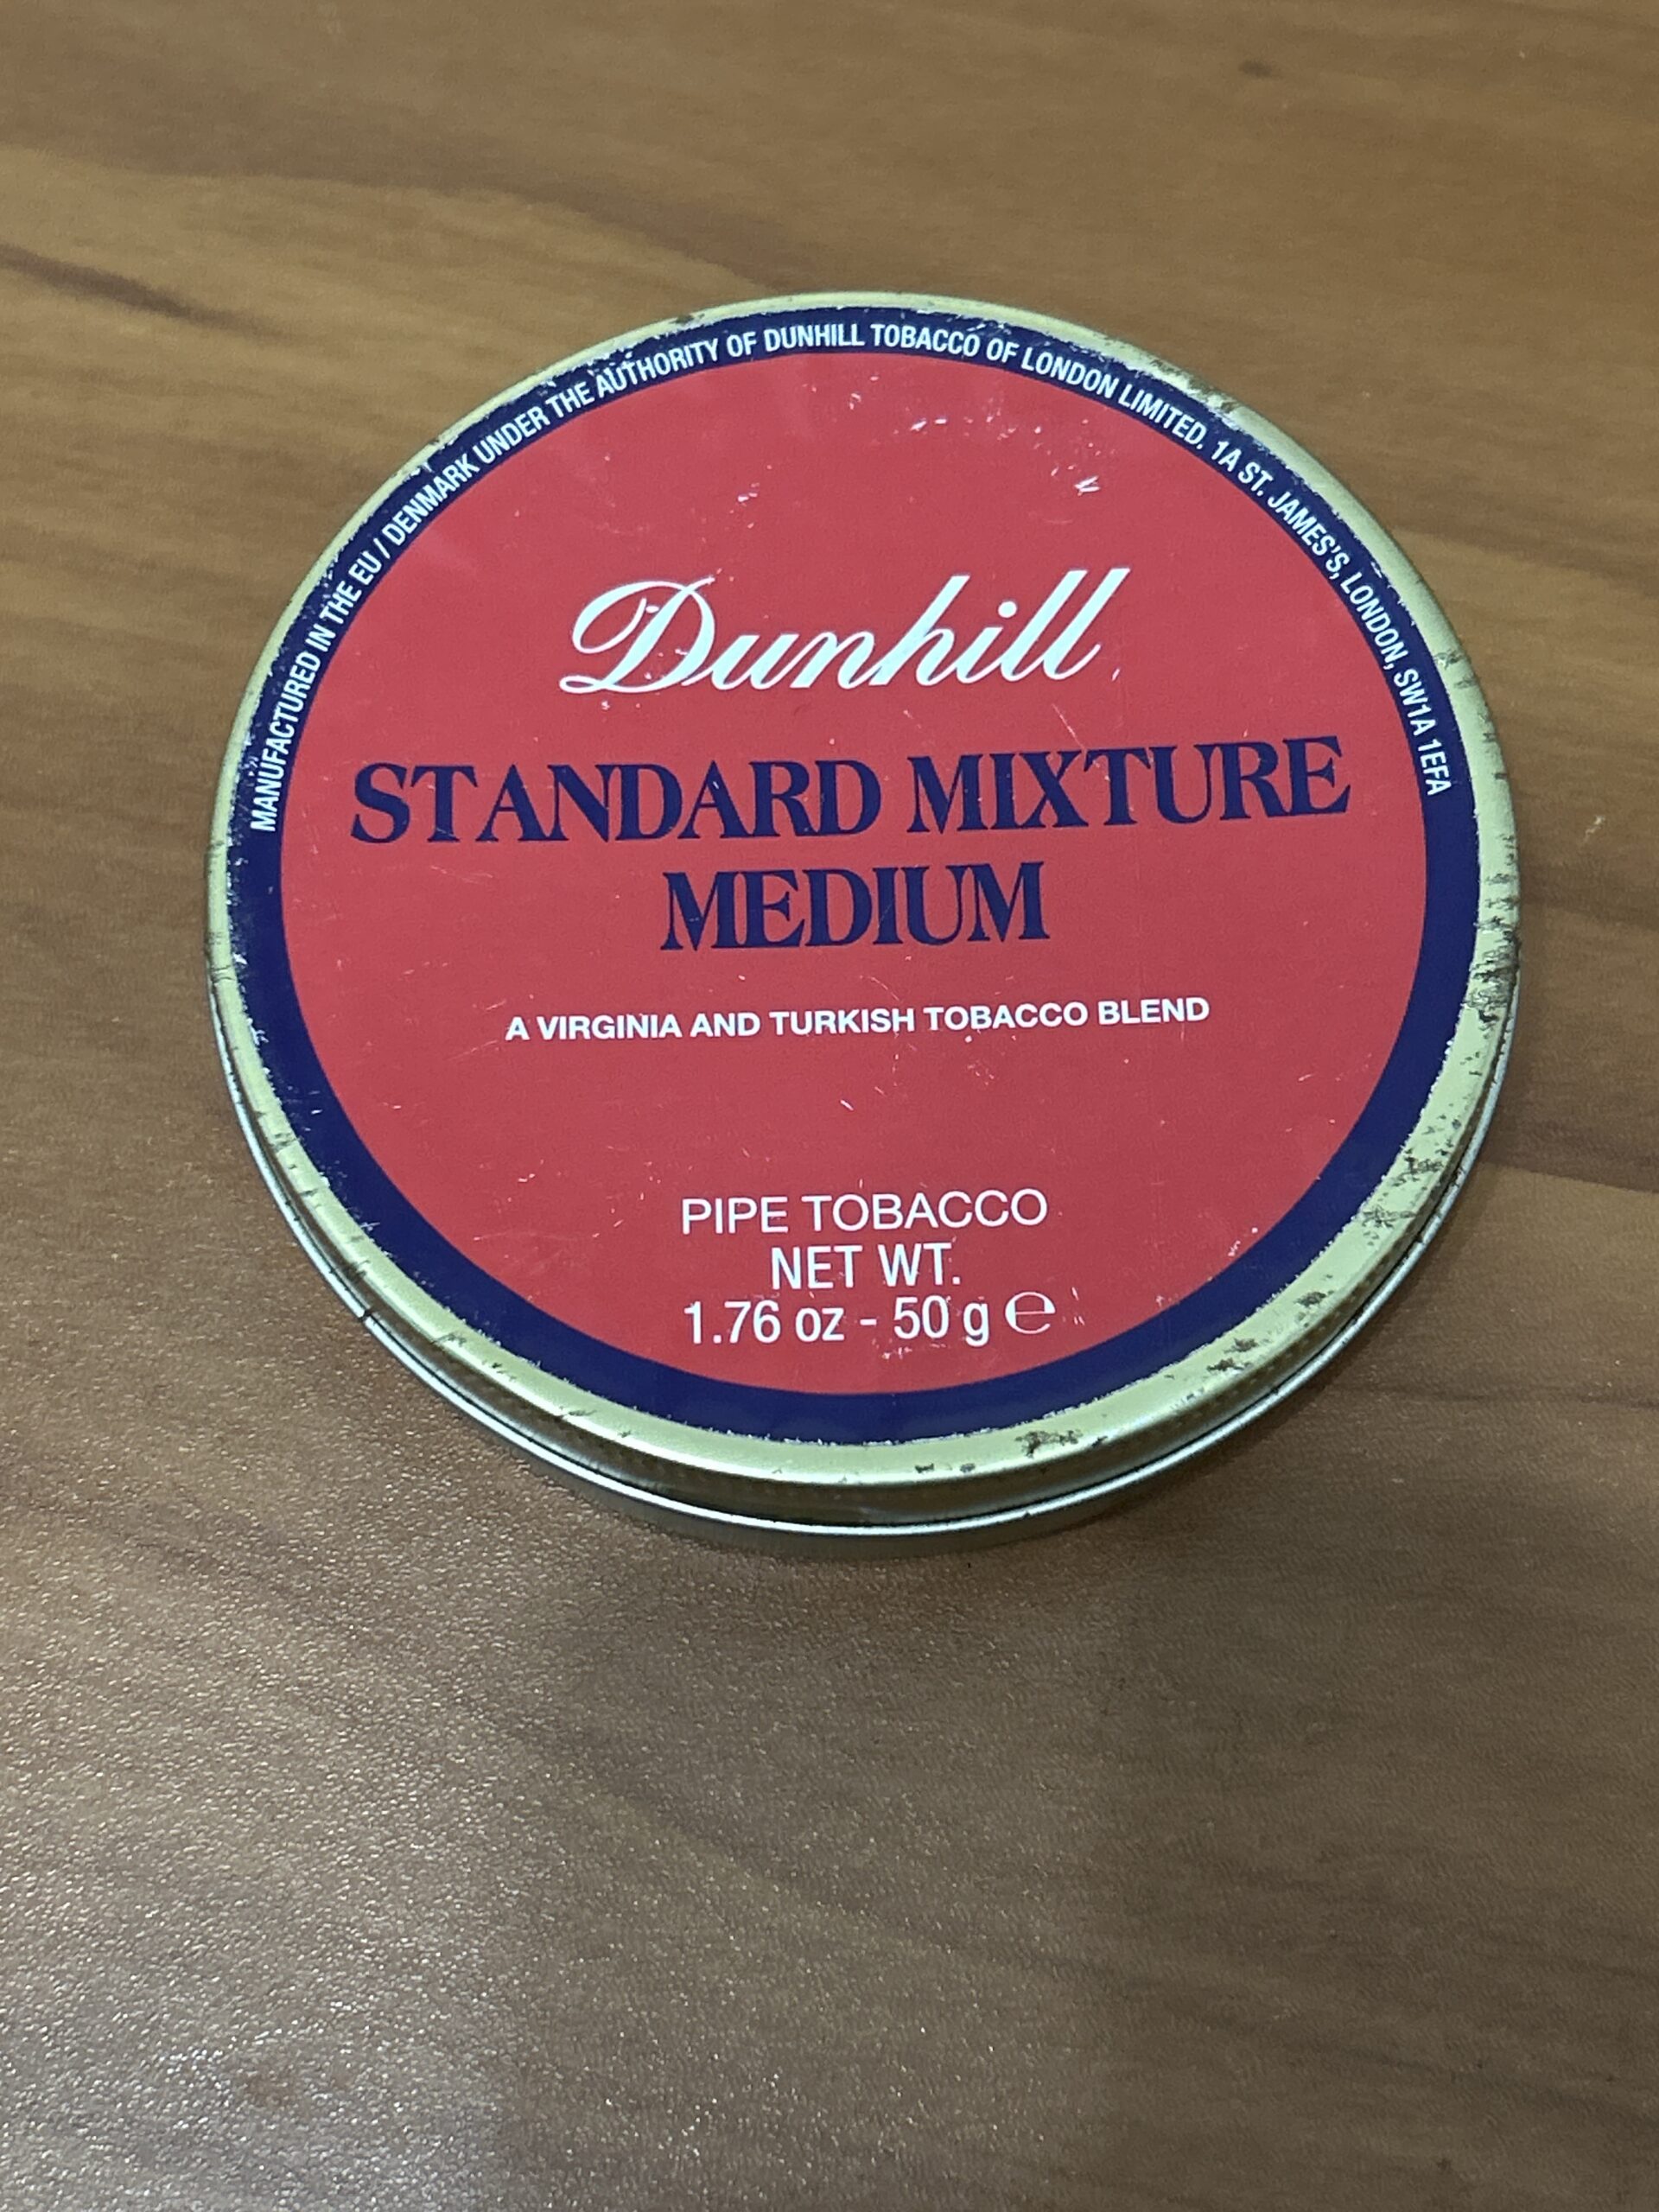 MANUFACTURED IN THE EU / DENMARK UNDER THE AUTHORITY OF DUNHILL TOBACCO OF LONDON LIMITED. 1A ST. JAMES'S, LONDON, SW1A 1EFA
Dunhill
STANDARD MIXTURE
MEDIUM
A VIRGINIA AND TURKISH TOBACCO BLEND
PIPE TOBACCO
NET WT.
1.76 oz - 50 g ℮